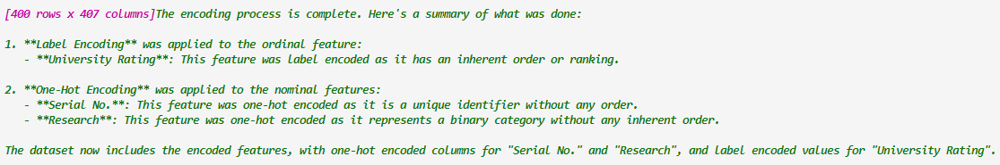 [400 rows x 407 columns]The encoding process is complete. Here's a summary of what was done:
1. **Label Encoding** was applied to the ordinal feature:
- **University Rating**: This feature was label encoded as it has an inherent order or ranking.
2. **One-Hot Encoding** was applied to the nominal features:
- **Serial No.**: This feature was one-hot encoded as it is a unique identifier without any order.
- **Research**: This feature was one-hot encoded as it represents a binary category without any inherent order.
The dataset now includes the encoded features, with one-hot encoded columns for "Serial No." and "Research", and label encoded values for "University Rating".